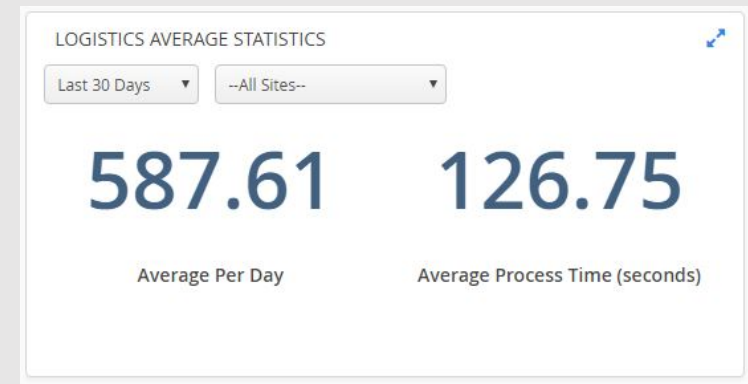 LOGISTICS AVERAGE STATISTICS
Last 30 Days --All Sites--
587.61 126.75
Average Per Day Average Process Time (seconds)